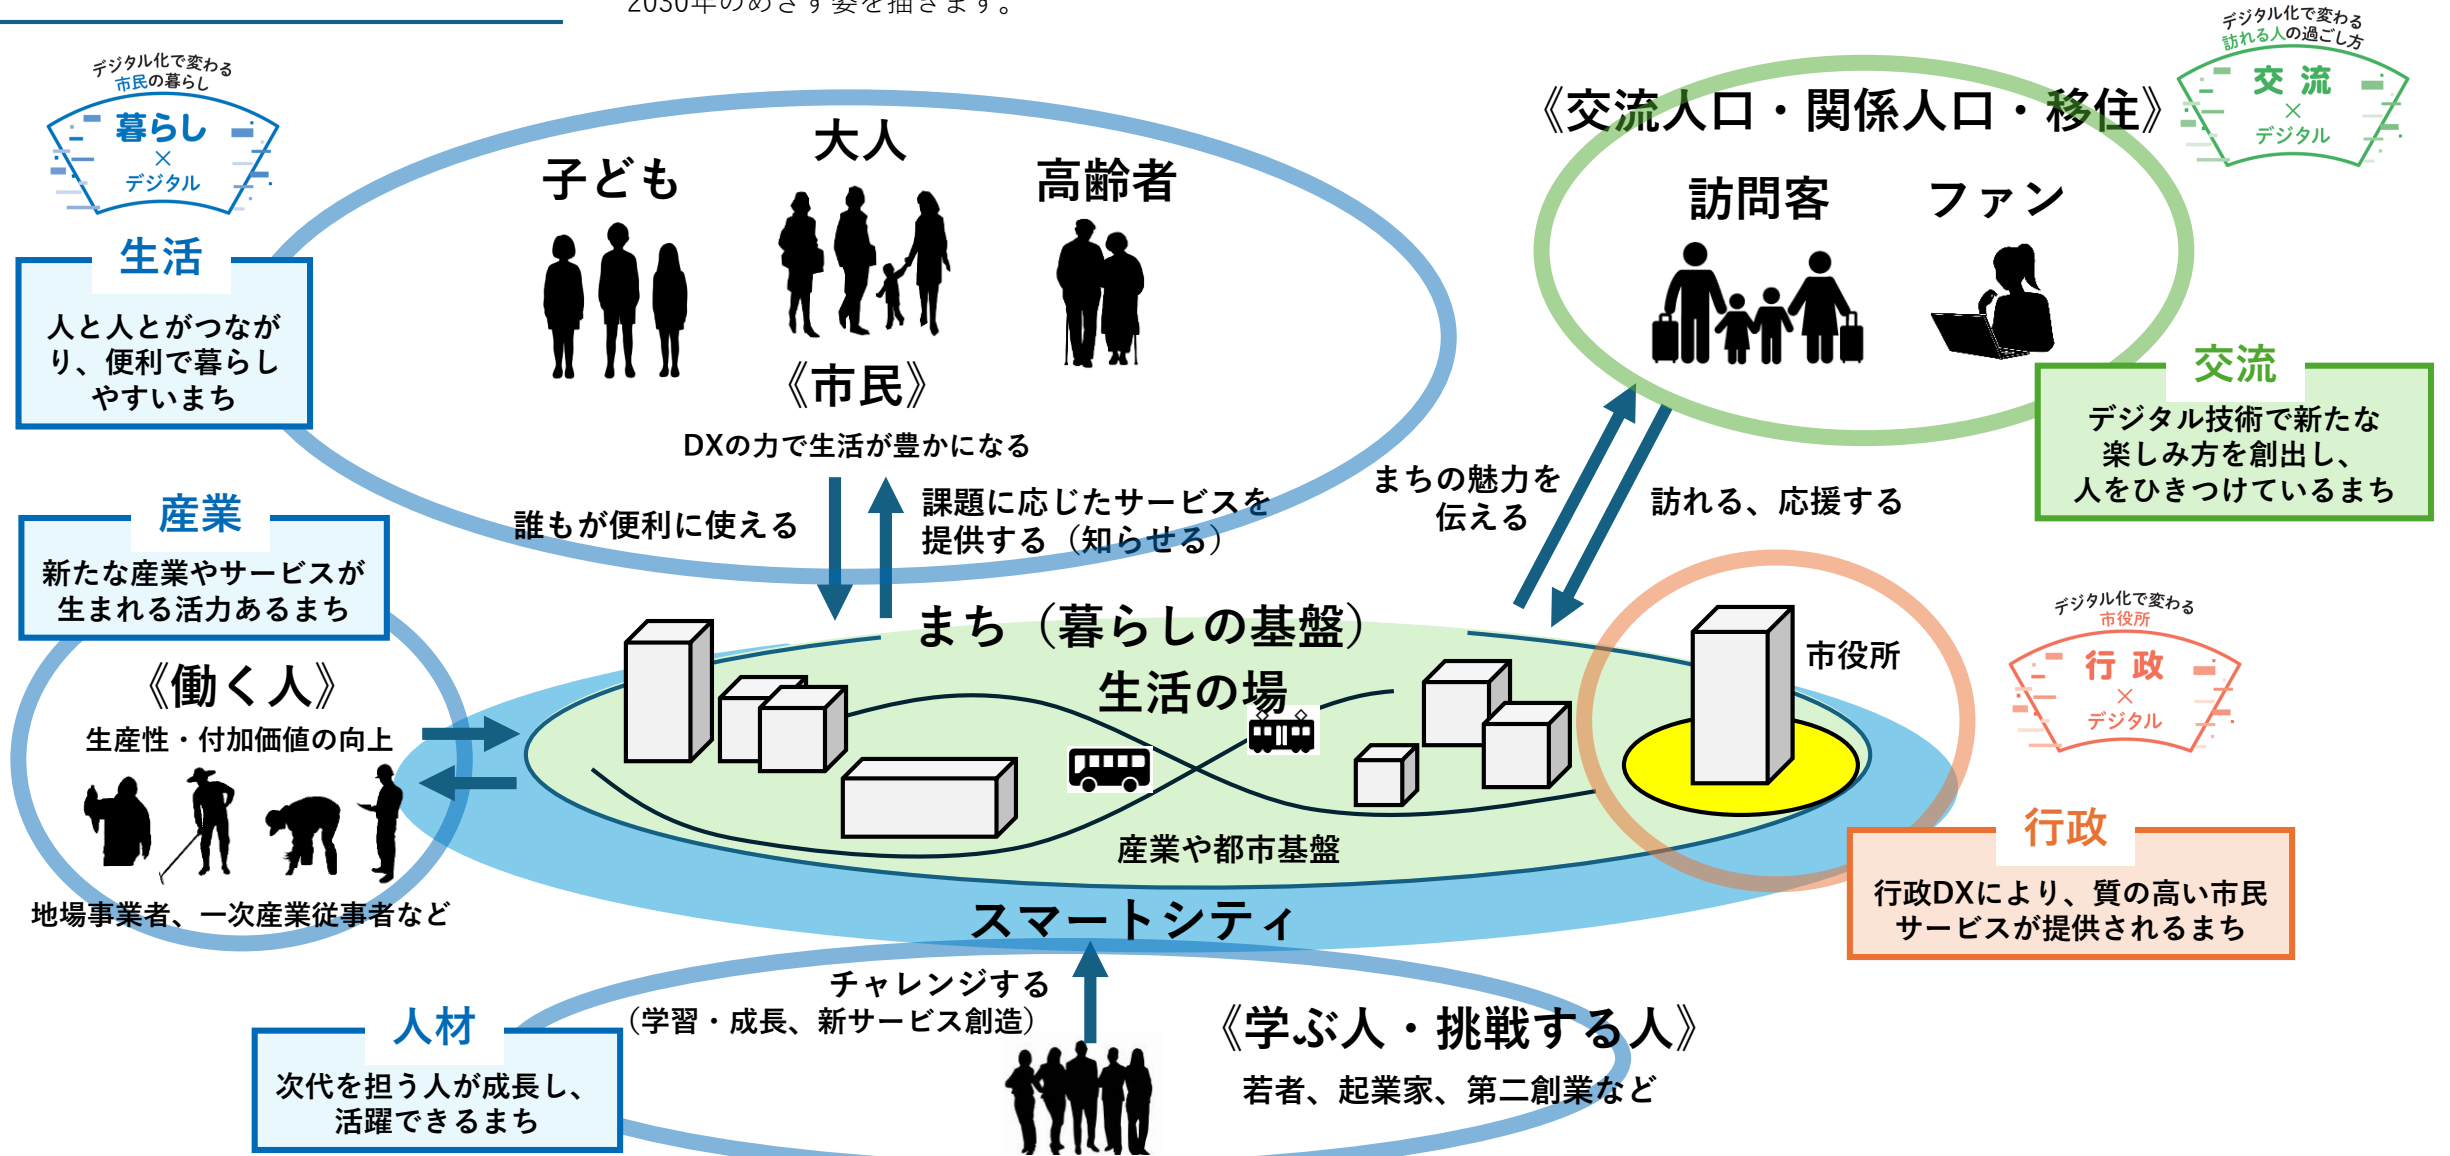 2030年のめざす姿を描きます。
デジタル化で変わる
市民の暮らし
暮らし
×
デジタル
生活
人と人とがつなが
り、便利で暮らし
やすいまち
子ども
大人
高齢者
《市民》
DXの力で生活が豊かになる
誰もが便利に使える
課題に応じたサービスを
提供する（知らせる）
デジタル化で変わる
訪れる人の過ごし方
交流
×
デジタル
《交流人口・関係人口・移住》
訪問客
ファン
交流
デジタル技術で新たな
楽しみ方を創出し、
人をひきつけているまち
まちの魅力を
伝える
訪れる、応援する
産業
新たな産業やサービスが
生まれる活力あるまち
《働く人》
生産性・付加価値の向上
地場事業者、一次産業従事者など
まち（暮らしの基盤）
生活の場
産業や都市基盤
スマートシティ
市役所
デジタル化で変わる
市役所
行政
×
デジタル
行政
行政DXにより、質の高い市民
サービスが提供されるまち
人材
次代を担う人が成長し、
活躍できるまち
チャレンジする
（学習・成長、新サービス創造）
《学ぶ人・挑戦する人》
若者、起業家、第二創業など